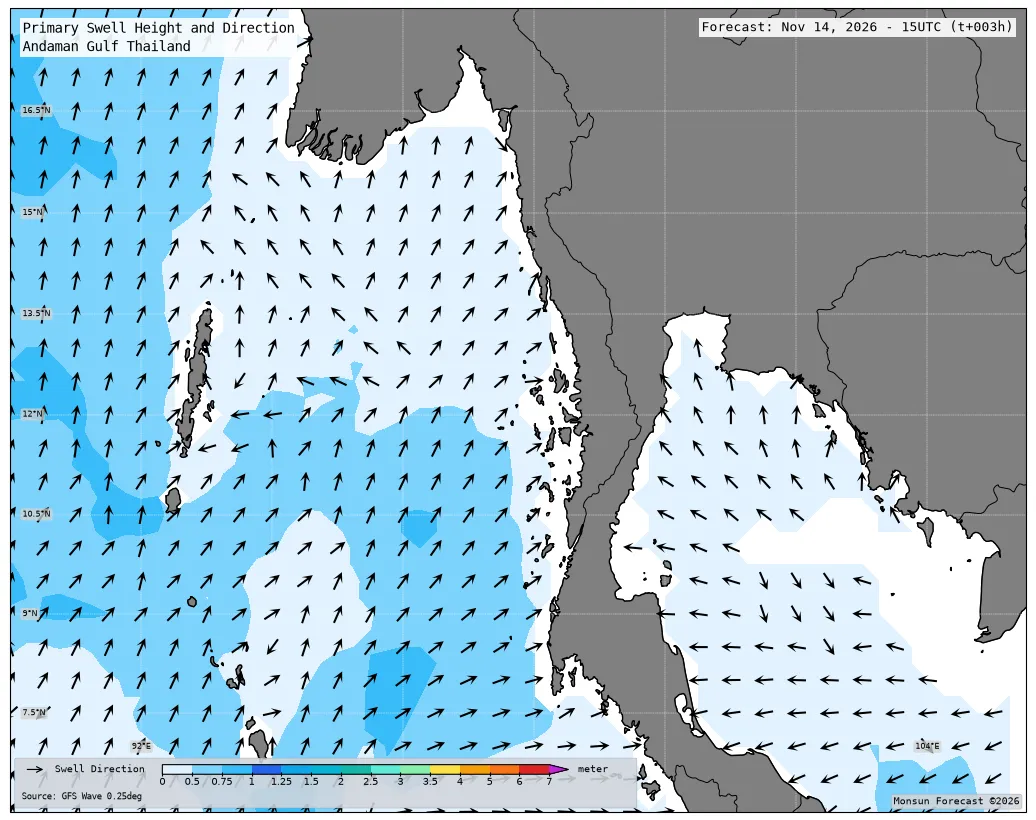 Primary Swell Height and Direction
Andaman Gulf Thailand
Forecast: Nov 14, 2026 - 15UTC (t+003h)
16.5°N
15°N
13.5°N
12°N
10.5°N
9°N
7.5°N
92°E
104°E
Swell Direction
meter
0 0.5 0.75 1 1.25 1.5 2 2.5 3 3.5 4 5 6 7
Source: GFS Wave 0.25deg
Monsun Forecast ©2026